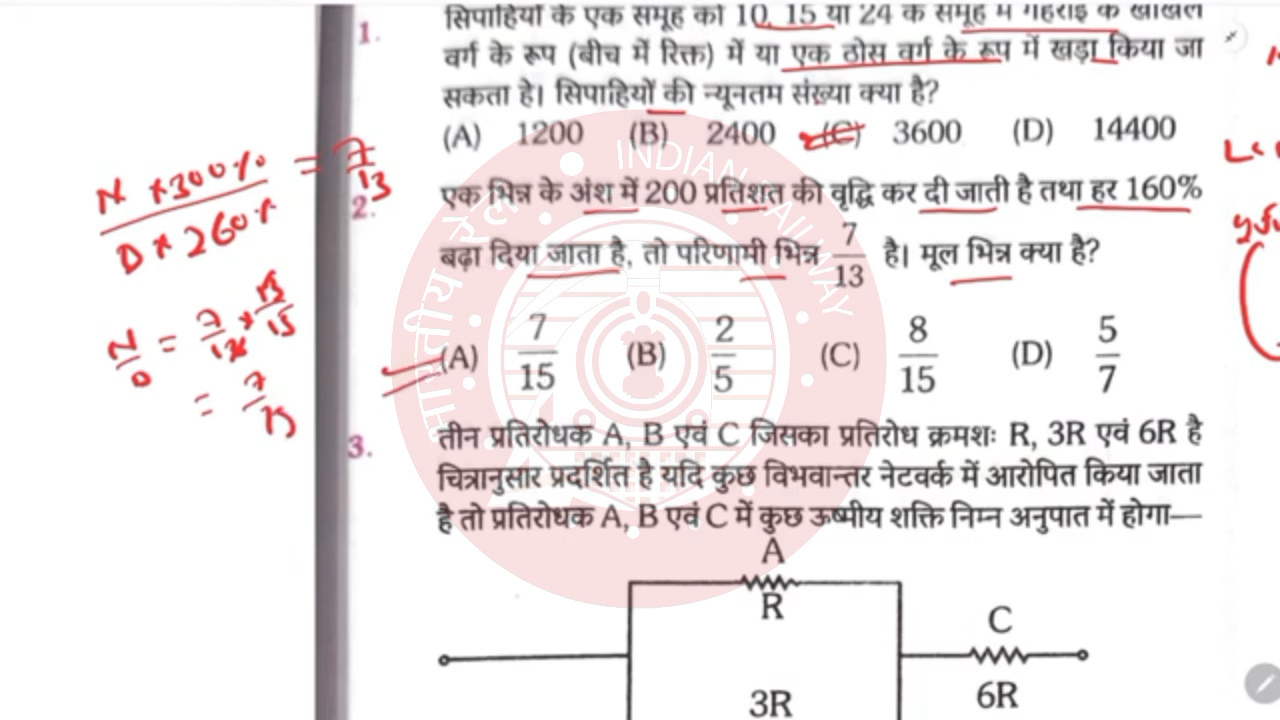 1. सिपाहियों के एक समूह को 10, 15 या 24 के समूह में गहराई के खोखले
वर्ग के रूप (बीच में रिक्त) में या एक ठोस वर्ग के रूप में खड़ा किया जा
सकता हे। सिपाहियों की न्यूनतम संख्या क्या है?
(A) 1200 (B) 2400 (C) 3600 (D) 14400
2. एक भिन्न के अंश में 200 प्रतिशत की वृद्धि कर दी जाती है तथा हर 160%
बढ़ा दिया जाता है, तो परिणामी भिन्न 7/13 है। मूल भिन्न क्या है?
(A) 7/15 (B) 2/5 (C) 8/15 (D) 5/7
3. तीन प्रतिरोधक A, B एवं C जिसका प्रतिरोध क्रमशः R, 3R एवं 6R है
चित्रानुसार प्रदर्शित है यदि कुछ विभवान्तर नेटवर्क में आरोपित किया जाता
है तो प्रतिरोधक A, B एवं C में कुछ ऊष्मीय शक्ति निम्न अनुपात में होगा—
A
R
C
6R
3R
N × 300% / D × 260% = 7/13
N/D = 7/13 × 13/15
= 7/15
INDIAN RAILWAY
भारतीय रेल